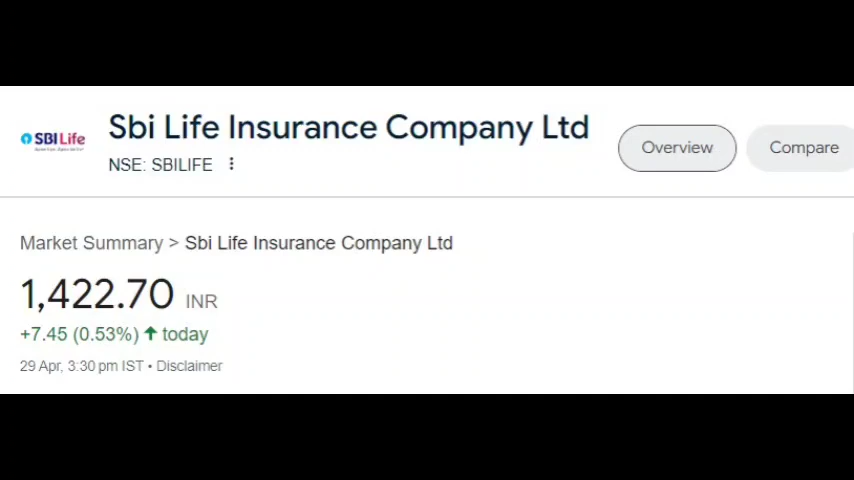 Sbi Life Insurance Company Ltd
SBI Life
NSE: SBILIFE
Overview
Compare
Market Summary > Sbi Life Insurance Company Ltd
1,422.70 INR
+7.45 (0.53%) ↑ today
29 Apr, 3:30 pm IST • Disclaimer